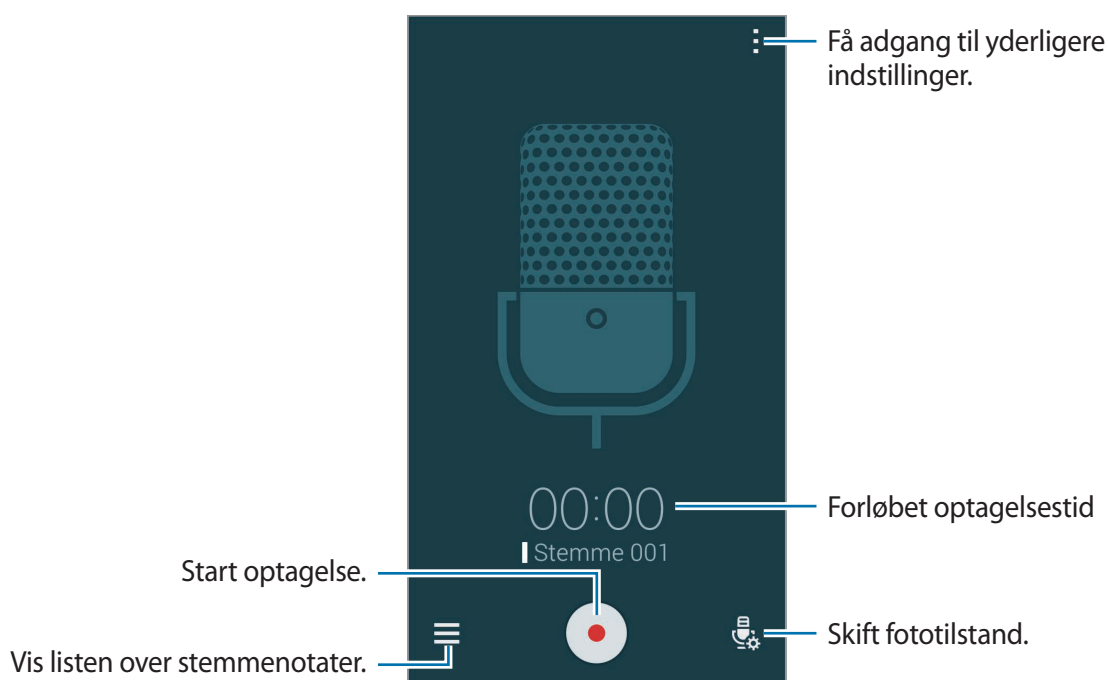 Få adgang til yderligere
indstillinger.
00:00
Forløbet optagelsestid
Stemme 001
Start optagelse.
Skift fototilstand.
Vis listen over stemmenotater.